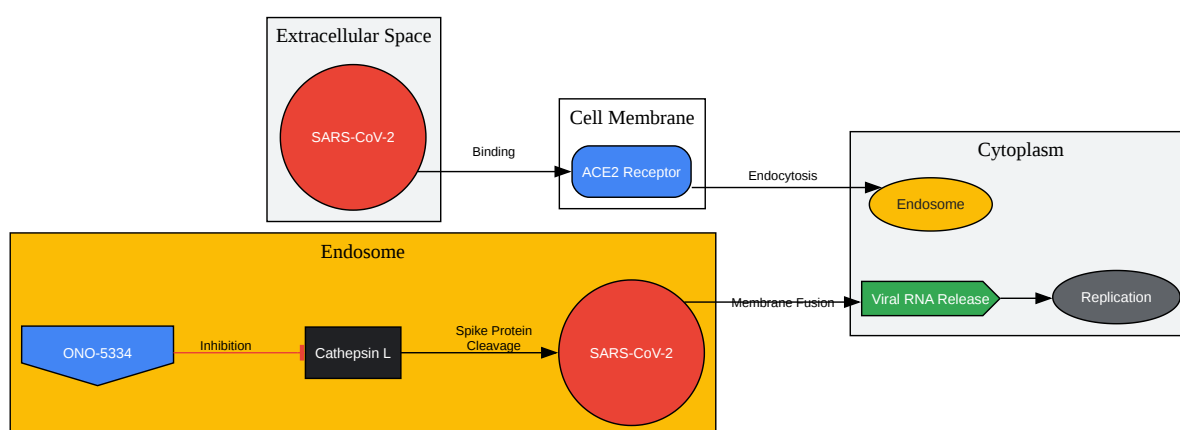 Extracellular Space
SARS-CoV-2
Binding
Cell Membrane
ACE2 Receptor
Endocytosis
Cytoplasm
Endosome
Endosome
ONO-5334
Inhibition
Cathepsin L
Spike Protein
Cleavage
SARS-CoV-2
Membrane Fusion
Viral RNA Release
Replication